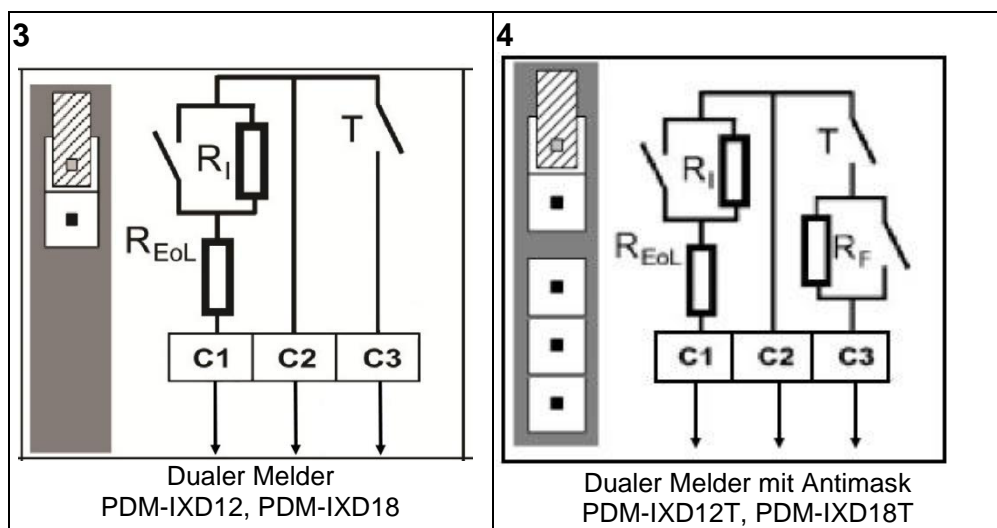 3
T
R_I
R_EoL
C1 C2 C3
Dualer Melder
PDM-IXD12, PDM-IXD18
4
T
R_I
R_EoL R_F
C1 C2 C3
Dualer Melder mit Antimask
PDM-IXD12T, PDM-IXD18T